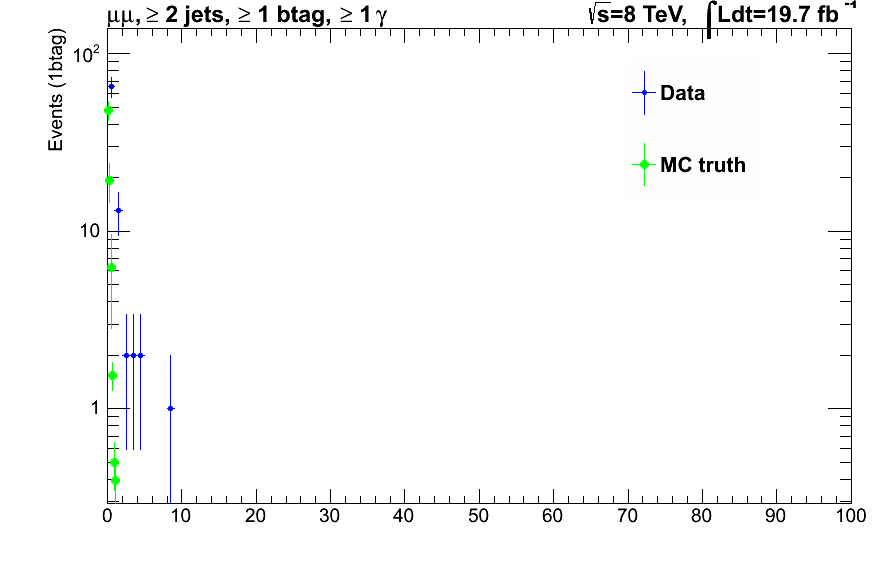 μμ, ≥ 2 jets, ≥ 1 btag, ≥ 1 γ
√s=8 TeV, ∫Ldt=19.7 fb⁻¹
Events (1btag)
10²
10
1
Data
MC truth
0 10 20 30 40 50 60 70 80 90 100